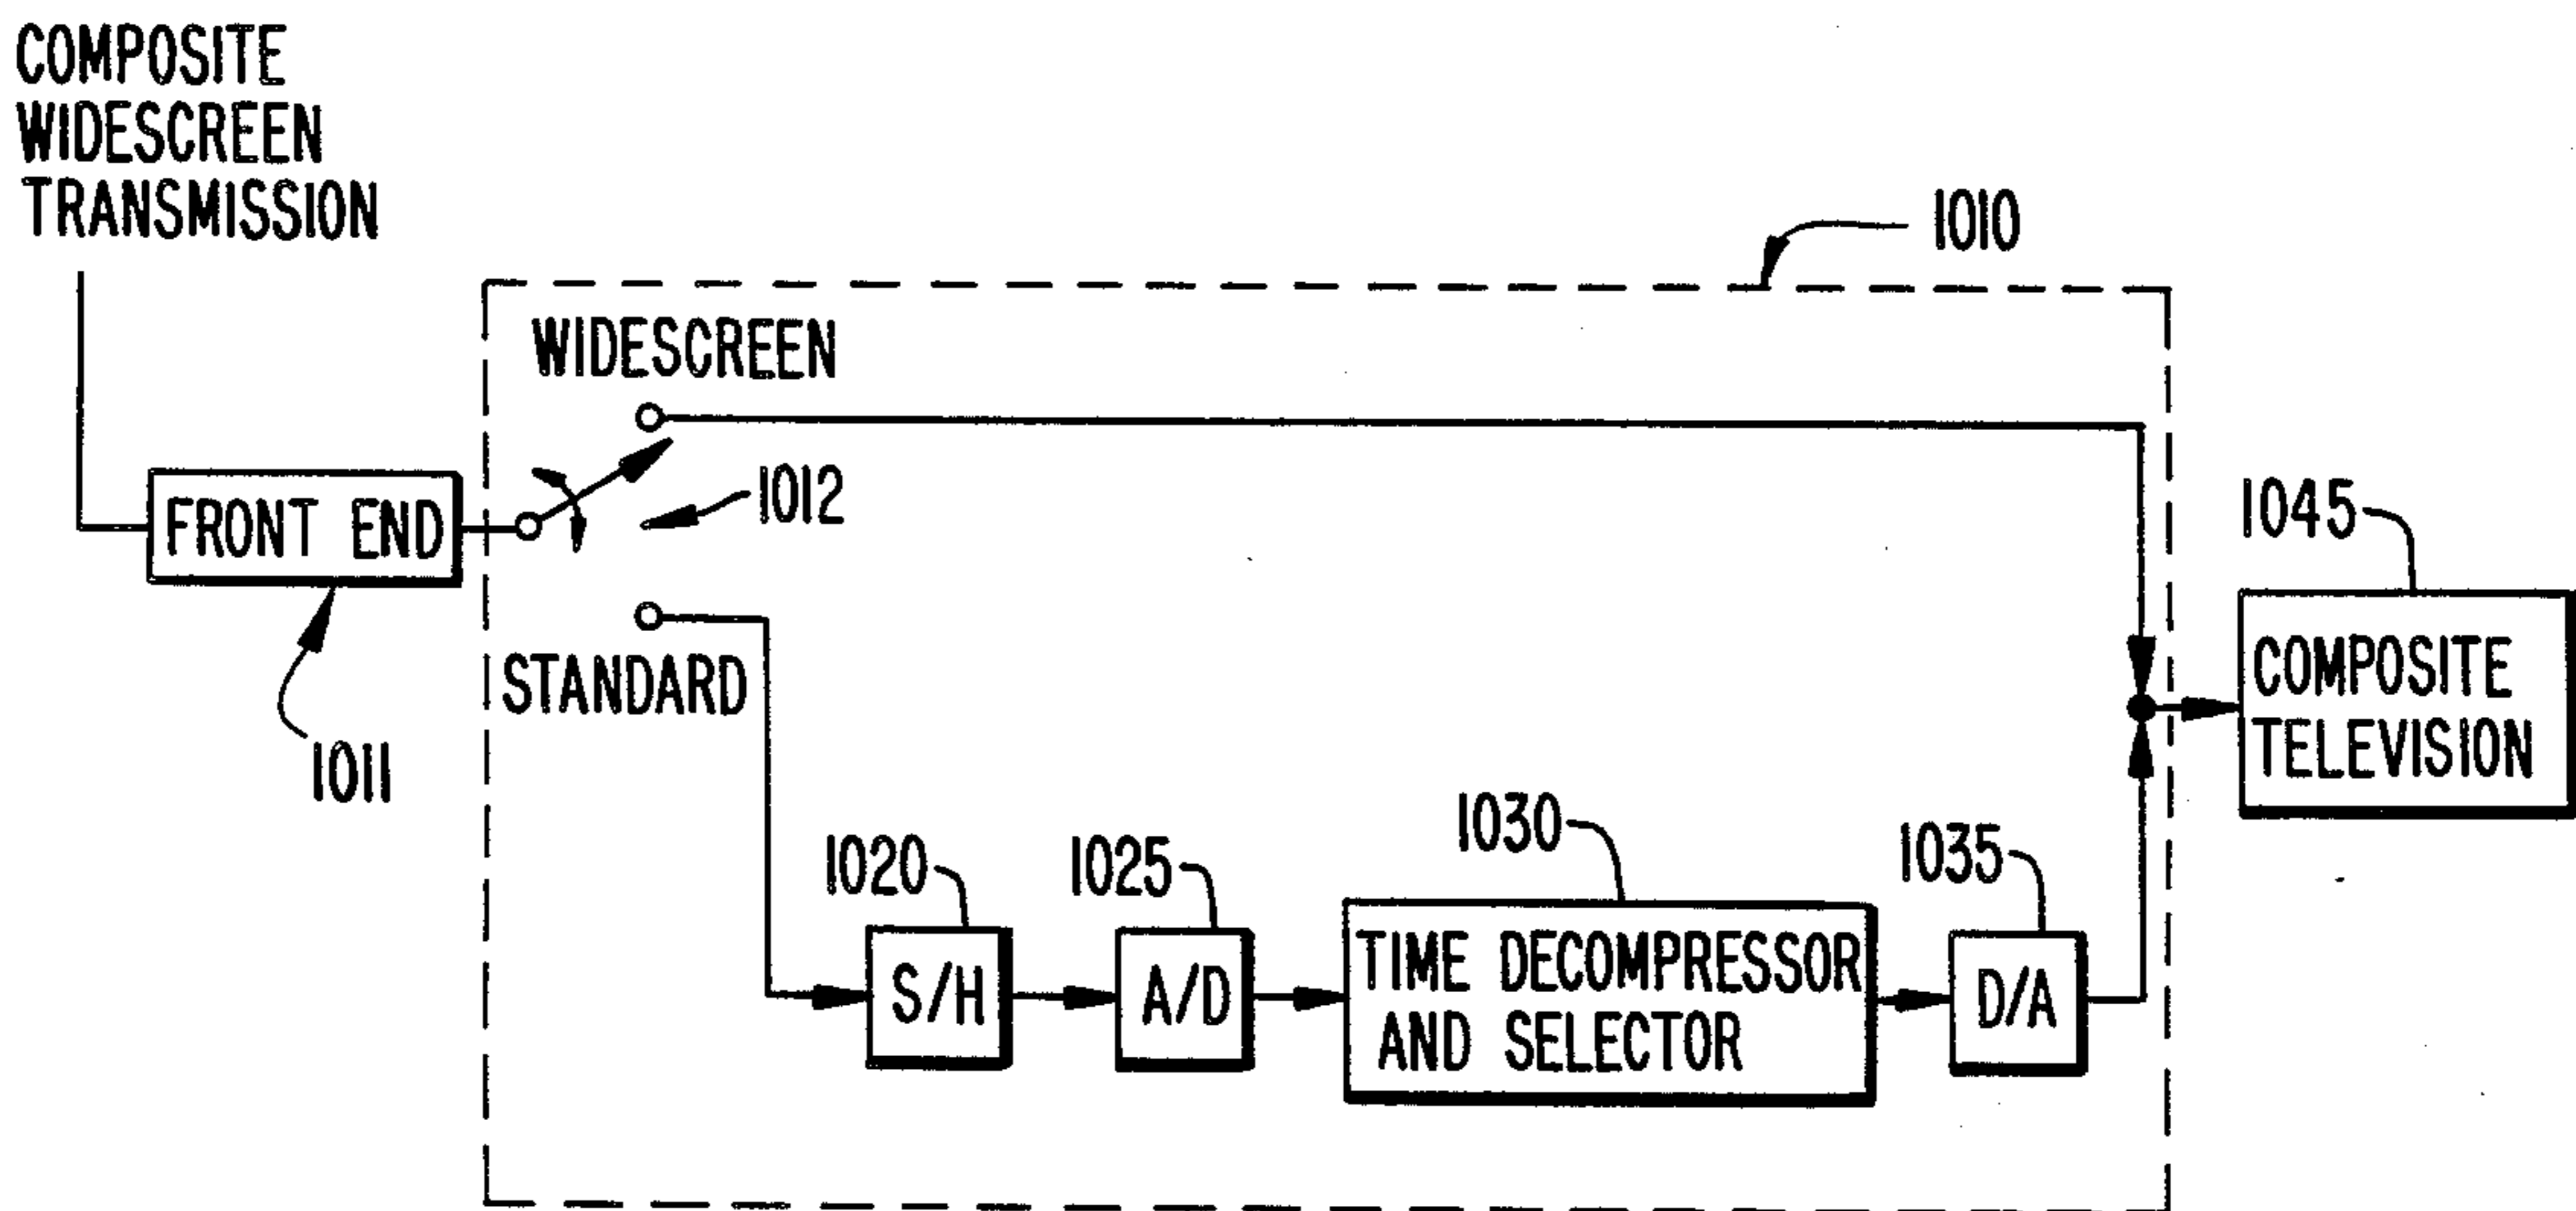 COMPOSITE
WIDESCREEN
TRANSMISSION
1010
WIDESCREEN
FRONT END
1012
1045
STANDARD
COMPOSITE
TELEVISION
1011
1020
1025
1030
1035
S/H
A/D
TIME DECOMPRESSOR
AND SELECTOR
D/A